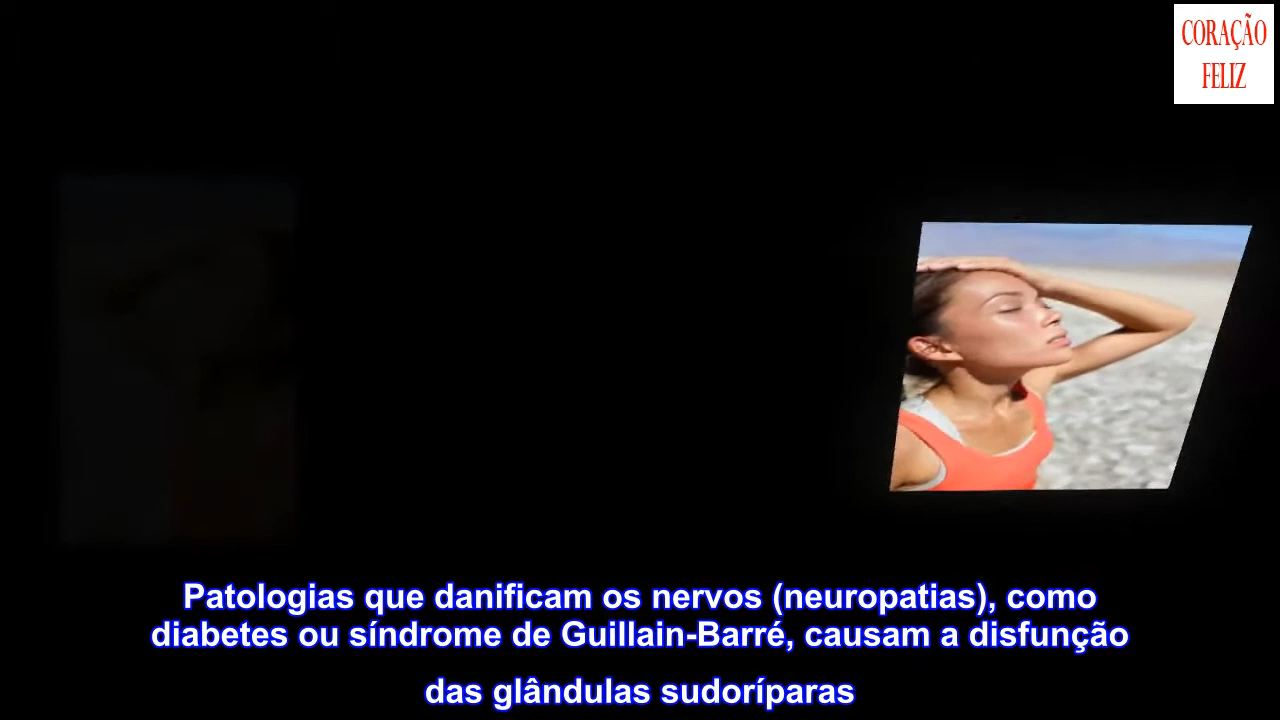 CORAÇÃO
FELIZ
Patologias que danificam os nervos (neuropatias), como
diabetes ou síndrome de Guillain-Barré, causam a disfunção
das glândulas sudoríparas